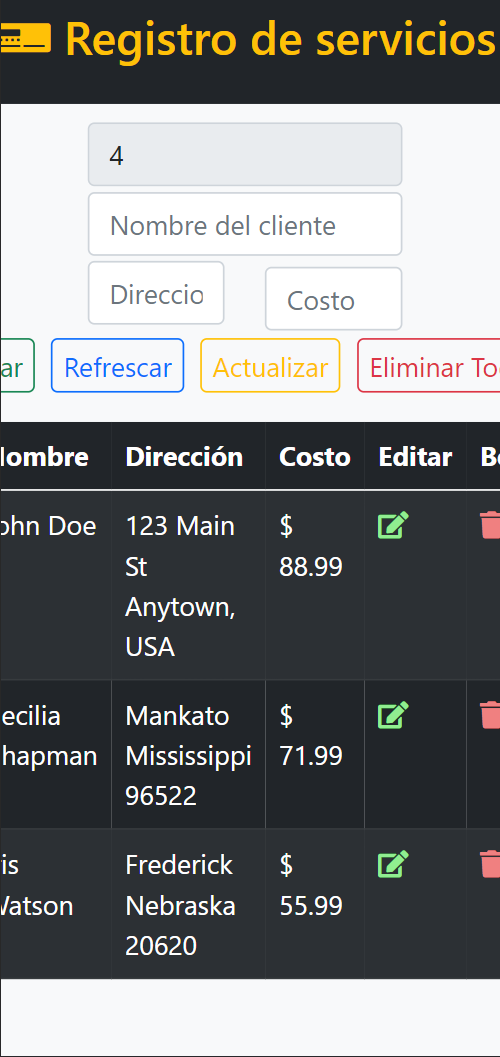 Registro de servicios
4
Nombre del cliente
Direccio
Costo
ar Refrescar Actualizar Eliminar To
ombre Dirección Costo Editar B
ohn Doe 123 Main $
St 88.99
Anytown,
USA
ecilia Mankato $
hapman Mississippi 71.99
96522
is Frederick $
Watson Nebraska 55.99
20620